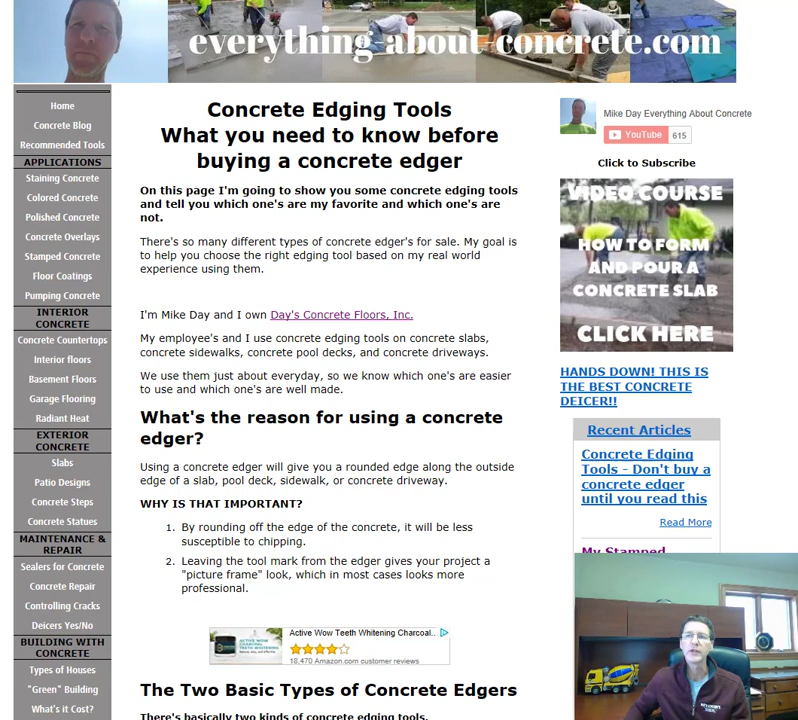 everything-about-concrete.com
Home
Concrete Blog
Recommended Tools
APPLICATIONS
Staining Concrete
Colored Concrete
Polished Concrete
Concrete Overlays
Stamped Concrete
Floor Coatings
Pumping Concrete
INTERIOR
CONCRETE
Concrete Countertops
Interior floors
Basement Floors
Garage Flooring
Radiant Heat
EXTERIOR
CONCRETE
Slabs
Patio Designs
Concrete Steps
Concrete Statues
MAINTENANCE &
REPAIR
Sealers for Concrete
Concrete Repair
Controlling Cracks
Deicers Yes/No
BUILDING WITH
CONCRETE
Types of Houses
"Green" Building
What's it Cost?
Concrete Edging Tools
What you need to know before
buying a concrete edger
On this page I'm going to show you some concrete edging tools
and tell you which one's are my favorite and which one's are
not.
There's so many different types of concrete edger's for sale. My goal is
to help you choose the right edging tool based on my real world
experience using them.
I'm Mike Day and I own Day's Concrete Floors, Inc.
My employee's and I use concrete edging tools on concrete slabs,
concrete sidewalks, concrete pool decks, and concrete driveways.
We use them just about everyday, so we know which one's are easier
to use and which one's are well made.
What's the reason for using a concrete
edger?
Using a concrete edger will give you a rounded edge along the outside
edge of a slab, pool deck, sidewalk, or concrete driveway.
WHY IS THAT IMPORTANT?
1. By rounding off the edge of the concrete, it will be less
susceptible to chipping.
2. Leaving the tool mark from the edger gives your project a
"picture frame" look, which in most cases looks more
professional.
Active Wow Teeth Whitening Charcoal..
18,470 Amazon.com customer reviews
The Two Basic Types of Concrete Edgers
There's basically two kinds of concrete edging tools.
Mike Day Everything About Concrete
YouTube 615
Click to Subscribe
VIDEO COURSE
HOW TO FORM
AND POUR A
CONCRETE SLAB
CLICK HERE
HANDS DOWN! THIS IS
THE BEST CONCRETE
DEICER!!
Recent Articles
Concrete Edging
Tools - Don't buy a
concrete edger
until you read this
Read More
My Stamped